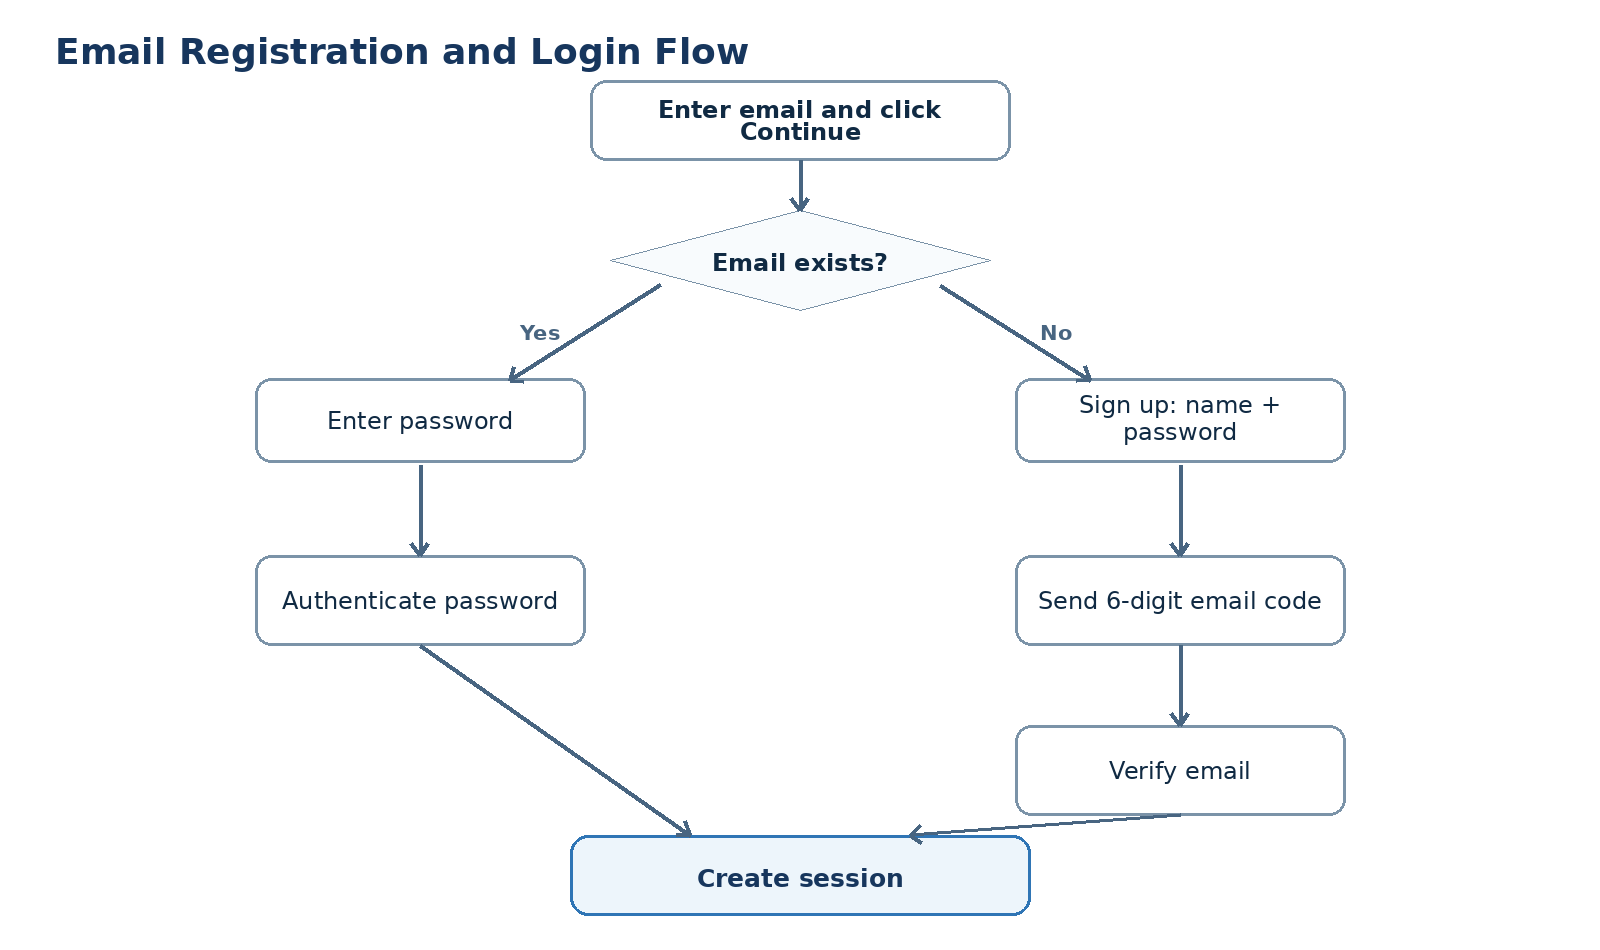 Email Registration and Login Flow
Enter email and click
Continue
Email exists?
Yes
No
Enter password
Sign up: name +
password
Authenticate password
Send 6-digit email code
Verify email
Create session